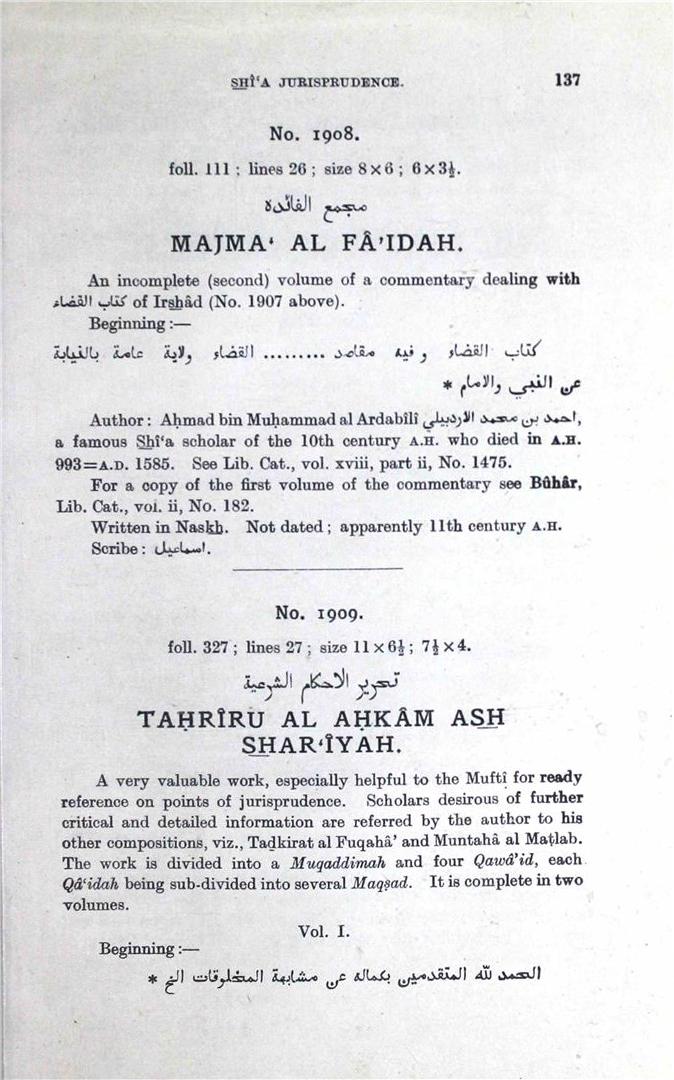 SHÎ‘A JURISPRUDENCE. 137
No. 1908.
foll. 111 ; lines 26 ; size 8 × 6 ; 6 × 3½.
مجمع الفائدة
MAJMA‘ AL FÂ’IDAH.
An incomplete (second) volume of a commentary dealing with
كتاب القضاء of Irshâd (No. 1907 above).
Beginning :—
كتاب القضاء و فيه مقاصد ......... القضاء ولاية عامة بالنيابة
عن النبي والامام *
Author : Aḥmad bin Muḥammad al Ardabîlî احمد بن محمد الاردبيلي,
a famous Shî‘a scholar of the 10th century A.H. who died in A.H.
993=A.D. 1585. See Lib. Cat., vol. xviii, part ii, No. 1475.
For a copy of the first volume of the commentary see Bûhâr,
Lib. Cat., vol. ii, No. 182.
Written in Naskh. Not dated ; apparently 11th century A.H.
Scribe : اسماعيل.
No. 1909.
foll. 327 ; lines 27 ; size 11 × 6½ ; 7½ × 4.
تحرير الاحكام الشرعية
TAḤRÎRU AL AḤKÂM ASH
SHAR‘ÎYAH.
A very valuable work, especially helpful to the Muftî for ready
reference on points of jurisprudence. Scholars desirous of further
critical and detailed information are referred by the author to his
other compositions, viz., Taḏkirat al Fuqahâ’ and Muntahâ al Maṭlab.
The work is divided into a Muqaddimah and four Qawâ‘id, each
Qâ‘idah being sub-divided into several Maqṣad. It is complete in two
volumes.
Vol. I.
Beginning :—
الحمد لله المتقدمين بكماله عن مشابهة المخلوقات الخ *